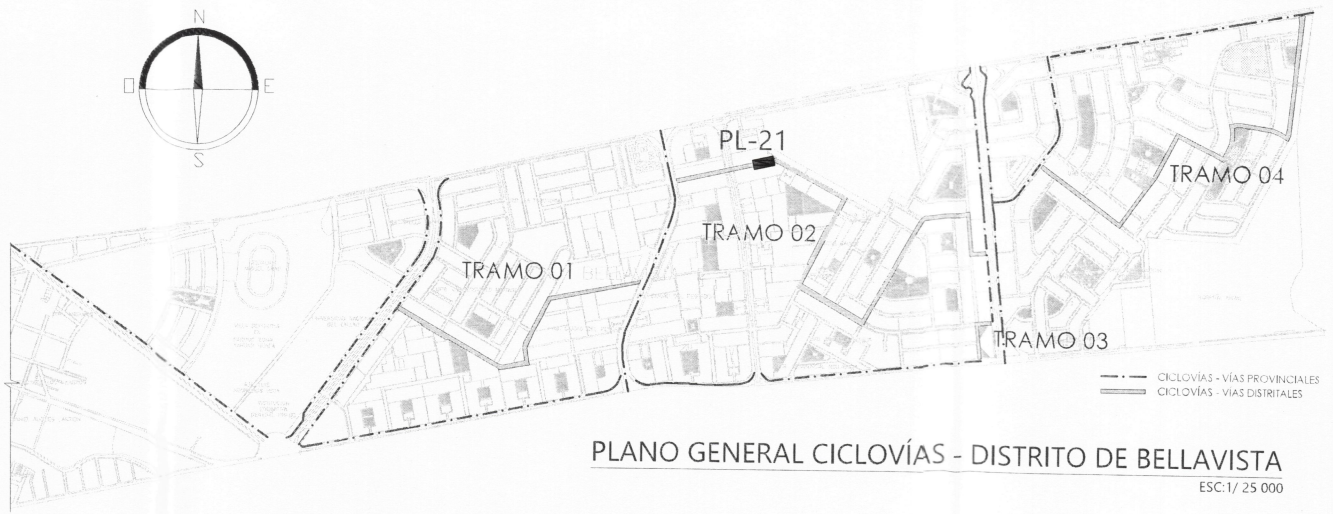 N
O
E
S
PL-21
TRAMO 04
TRAMO 02
TRAMO 01
TRAMO 03
CICLOVÍAS - VÍAS PROVINCIALES
CICLOVÍAS - VÍAS DISTRITALES
PLANO GENERAL CICLOVÍAS - DISTRITO DE BELLAVISTA
ESC:1/ 25 000